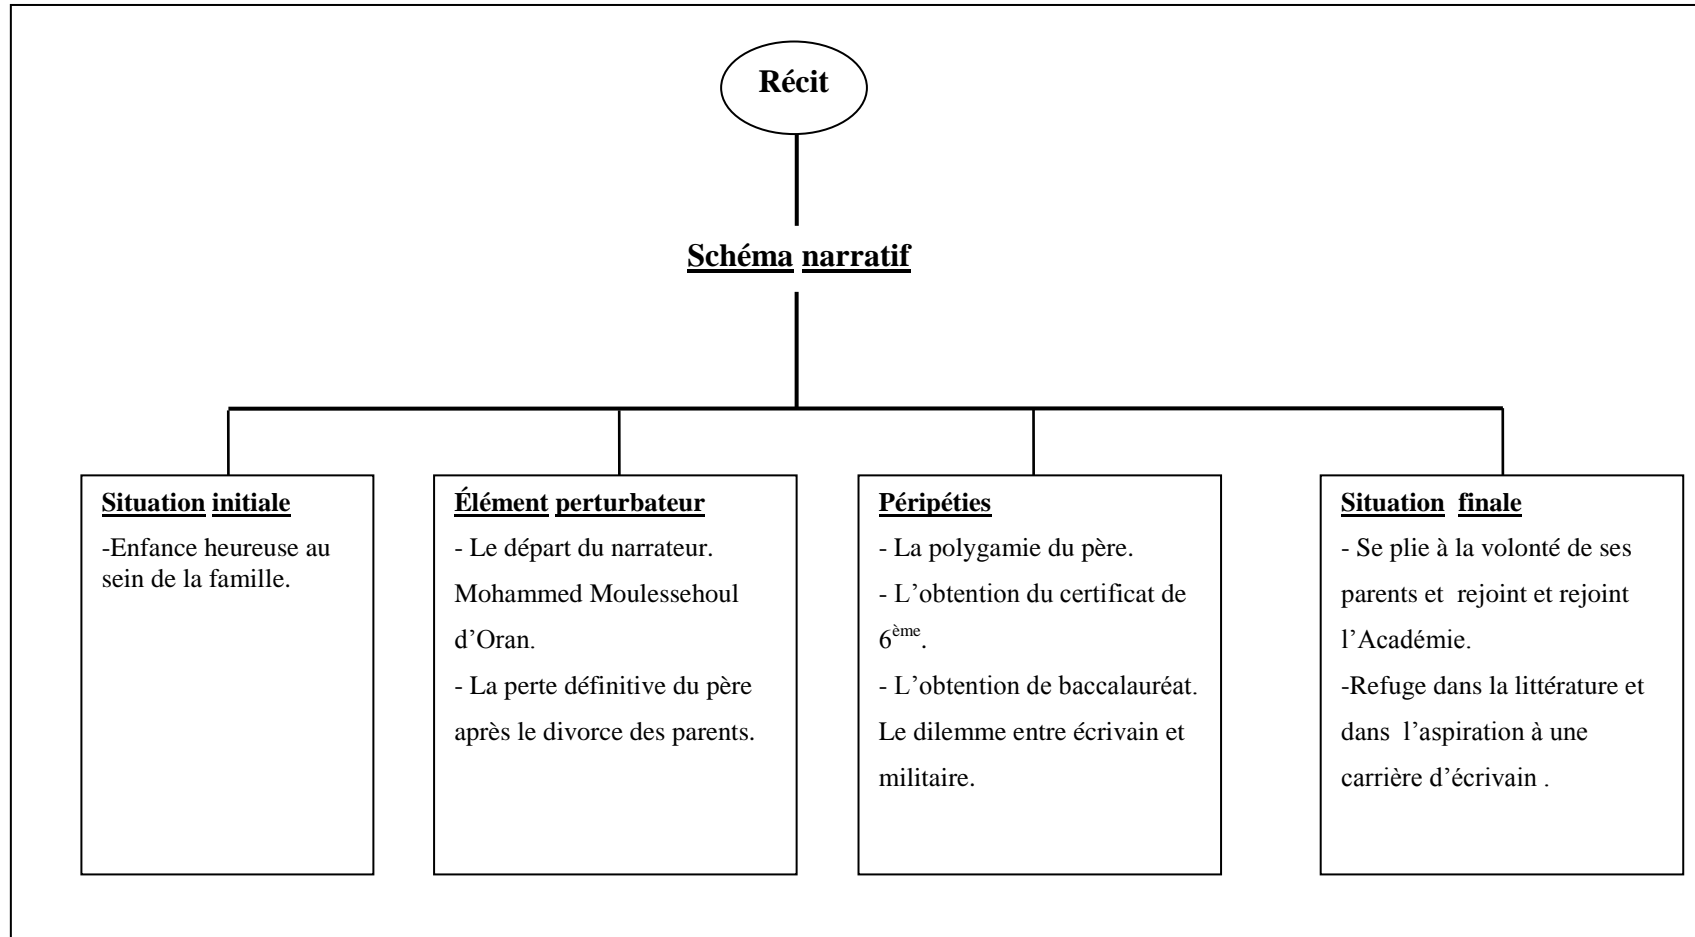 Récit
Schéma narratif
Situation initiale
-Enfance heureuse au
sein de la famille.
Élément perturbateur
- Le départ du narrateur.
Mohammed Moulessehoul
d’Oran.
- La perte définitive du père
après le divorce des parents.
Péripéties
- La polygamie du père.
- L’obtention du certificat de
6ème.
- L’obtention de baccalauréat.
Le dilemme entre écrivain et
militaire.
Situation finale
- Se plie à la volonté de ses
parents et rejoint et rejoint
l’Académie.
-Refuge dans la littérature et
dans l’aspiration à une
carrière d’écrivain .